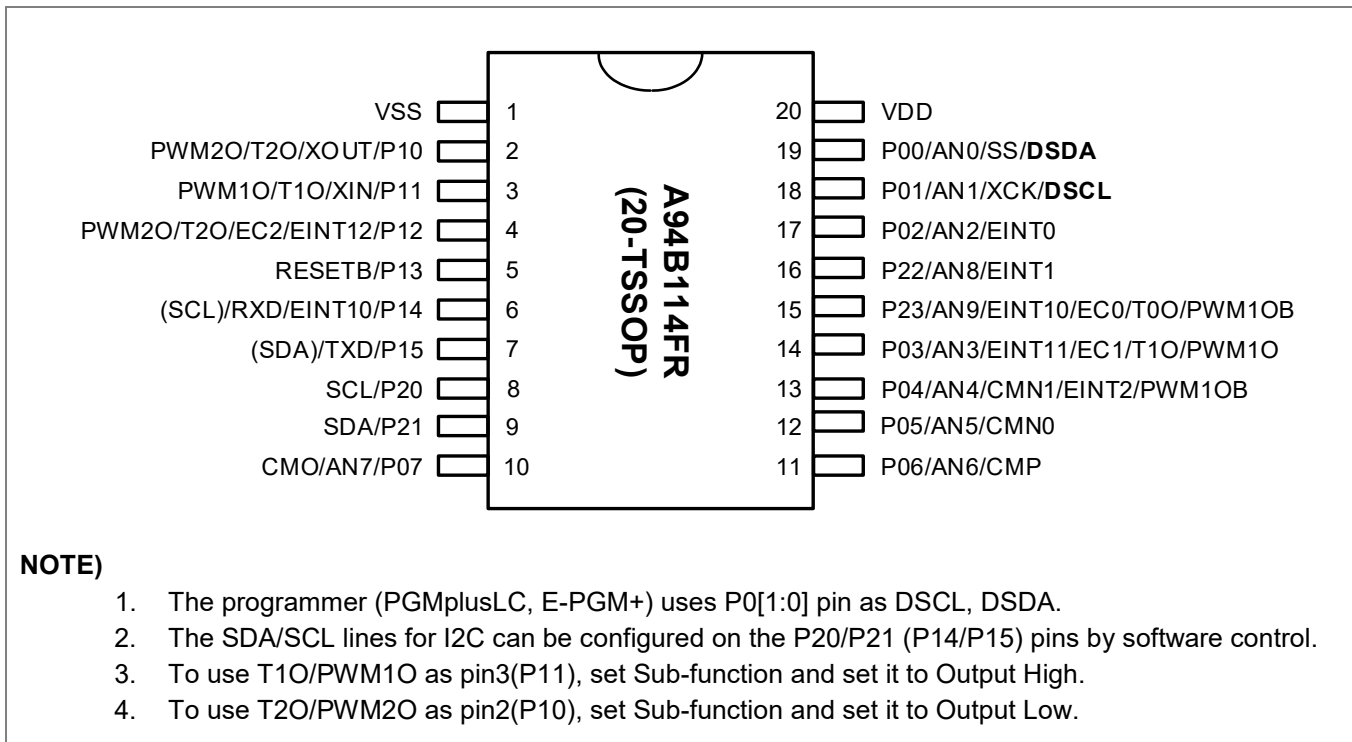 VSS 1 20 VDD
PWM2O/T2O/XOUT/P10 2 19 P00/AN0/SS/DSDA
PWM1O/T1O/XIN/P11 3 18 P01/AN1/XCK/DSCL
PWM2O/T2O/EC2/EINT12/P12 4 17 P02/AN2/EINT0
RESETB/P13 5 16 P22/AN8/EINT1
(SCL)/RXD/EINT10/P14 6 15 P23/AN9/EINT10/EC0/T0O/PWM1OB
(SDA)/TXD/P15 7 14 P03/AN3/EINT11/EC1/T1O/PWM1O
SCL/P20 8 13 P04/AN4/CMN1/EINT2/PWM1OB
SDA/P21 9 12 P05/AN5/CMN0
CMO/AN7/P07 10 11 P06/AN6/CMP
A94B114FR
(20-TSSOP)
NOTE)
1. The programmer (PGMplusLC, E-PGM+) uses P0[1:0] pin as DSCL, DSDA.
2. The SDA/SCL lines for I2C can be configured on the P20/P21 (P14/P15) pins by software control.
3. To use T1O/PWM1O as pin3(P11), set Sub-function and set it to Output High.
4. To use T2O/PWM2O as pin2(P10), set Sub-function and set it to Output Low.